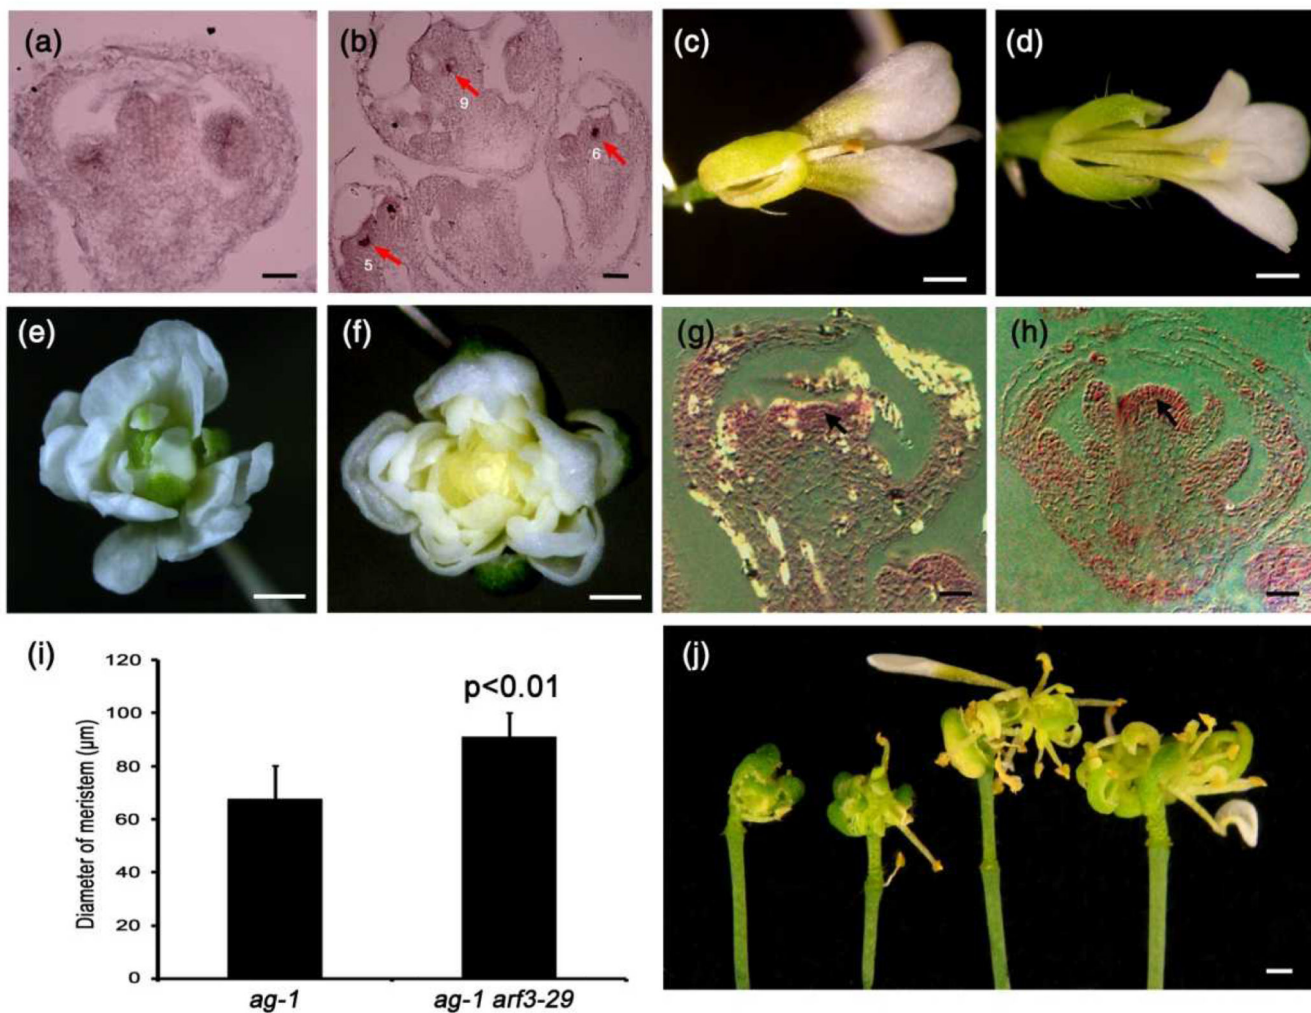 (a)
(b)
9
6
5
(c)
(d)
(e)
(f)
(g)
(h)
(i)
120
100
80
60
40
20
0
Diameter of meristem (µm)
p<0.01
ag-1
ag-1 arf3-29
(j)